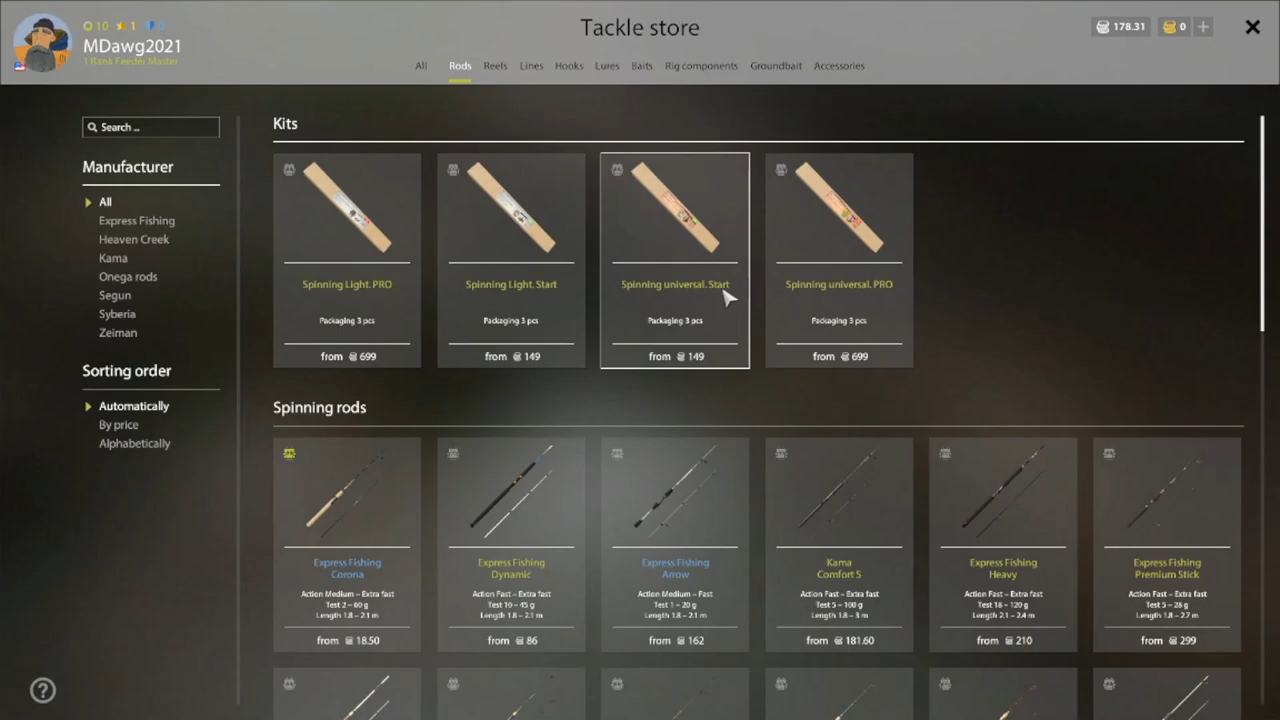 10 1 0
MDawg2021
1 Rank Feeder Master
Tackle store
178.31 0 +
All Rods Reels Lines Hooks Lures Baits Rig components Groundbait Accessories
Search ...
Manufacturer
All
Express Fishing
Heaven Creek
Kama
Onega rods
Segun
Syberia
Zeiman
Sorting order
Automatically
By price
Alphabetically
Kits
Spinning Light. PRO
Packaging 3 pcs
from 699
Spinning Light. Start
Packaging 3 pcs
from 149
Spinning universal. Start
Packaging 3 pcs
from 149
Spinning universal. PRO
Packaging 3 pcs
from 699
Spinning rods
Express Fishing
Corona
Action Medium – Extra fast
Test 2 – 60 g
Length 1.8 – 2.1 m
from 18.50
Express Fishing
Dynamic
Action Fast – Extra fast
Test 10 – 45 g
Length 1.8 – 2.1 m
from 86
Express Fishing
Arrow
Action Medium – Fast
Test 1 – 20 g
Length 1.8 – 2.1 m
from 162
Kama
Comfort S
Action Fast – Extra fast
Test 5 – 100 g
Length 1.8 – 3 m
from 181.60
Express Fishing
Heavy
Action Fast – Extra fast
Test 18 – 120 g
Length 2.1 – 2.4 m
from 210
Express Fishing
Premium Stick
Action Fast – Extra fast
Test 5 – 28 g
Length 1.8 – 2.7 m
from 299
?